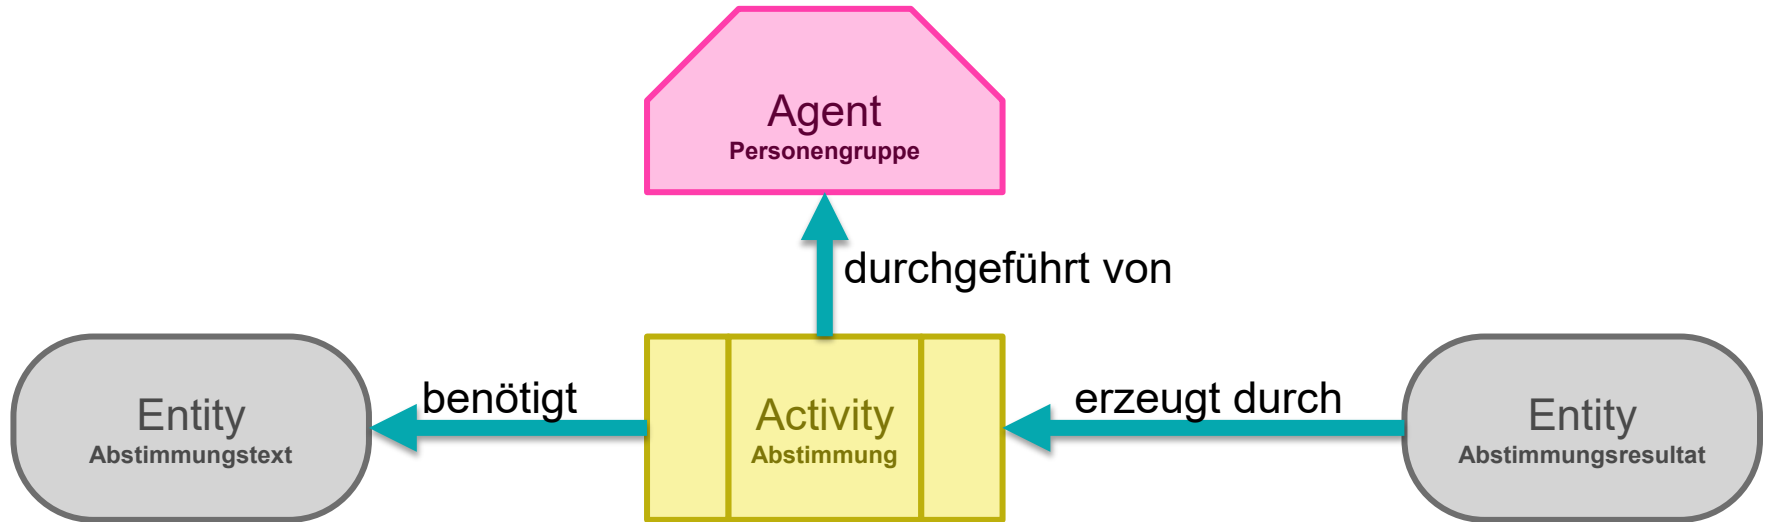 Agent
Personengruppe
durchgeführt von
Entity
Abstimmungstext
benötigt
Activity
Abstimmung
erzeugt durch
Entity
Abstimmungsresultat